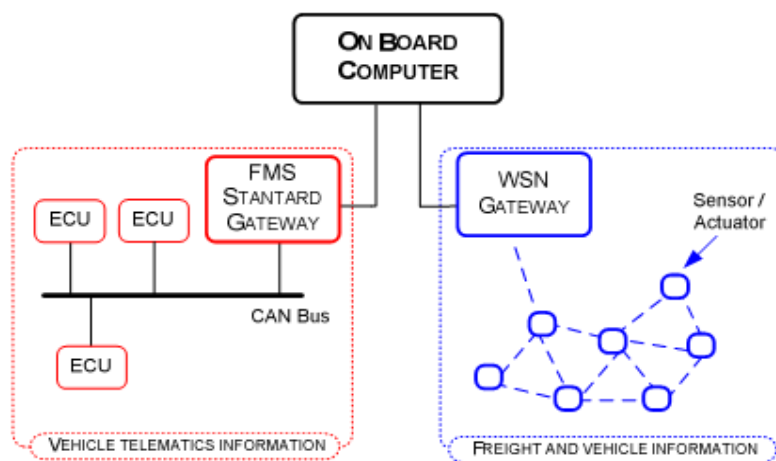 ON BOARD
COMPUTER
FMS
STANTARD
GATEWAY
WSN
GATEWAY
Sensor /
Actuator
ECU
ECU
CAN Bus
ECU
VEHICLE TELEMATICS INFORMATION
FREIGHT AND VEHICLE INFORMATION